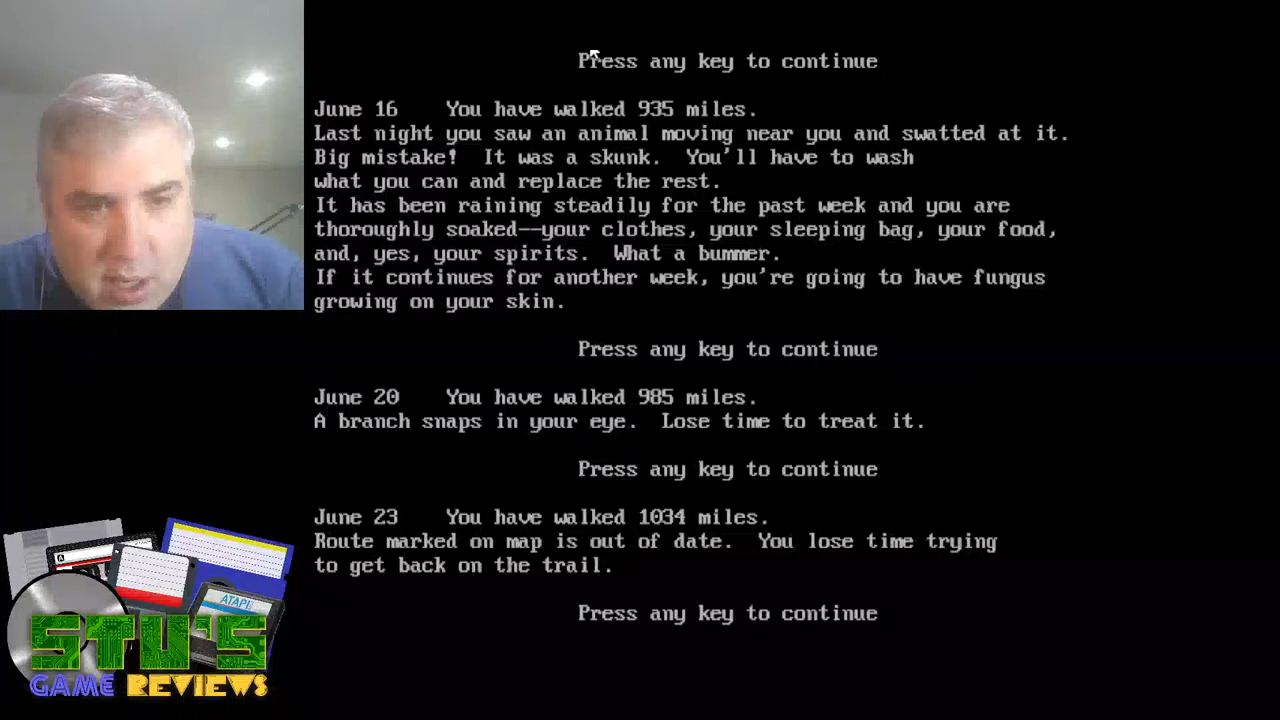 Press any key to continue
June 16    You have walked 935 miles.
Last night you saw an animal moving near you and swatted at it.
Big mistake!  It was a skunk.  You'll have to wash
what you can and replace the rest.
It has been raining steadily for the past week and you are
thoroughly soaked--your clothes, your sleeping bag, your food,
and, yes, your spirits.  What a bummer.
If it continues for another week, you're going to have fungus
growing on your skin.
Press any key to continue
June 20    You have walked 985 miles.
A branch snaps in your eye.  Lose time to treat it.
Press any key to continue
June 23    You have walked 1034 miles.
Route marked on map is out of date.  You lose time trying
to get back on the trail.
Press any key to continue
A
ATARI
STU'S
GAME REVIEWS